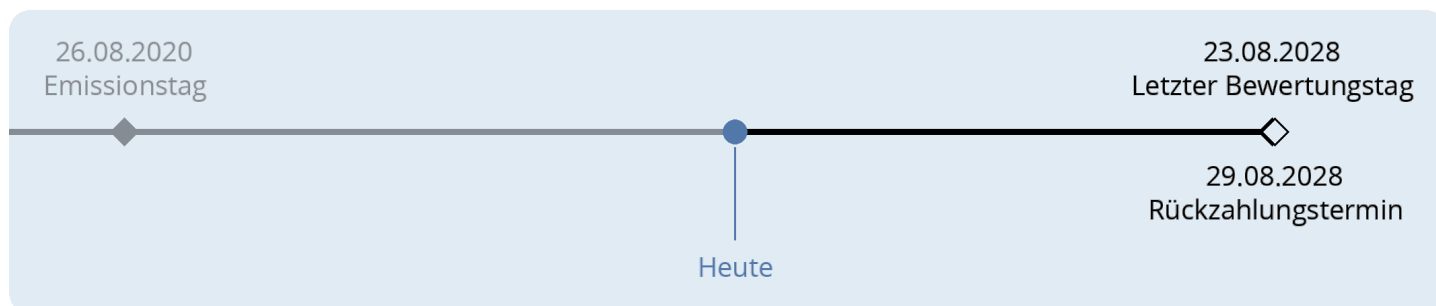 26.08.2020
Emissionstag
23.08.2028
Letzter Bewertungstag
29.08.2028
Rückzahlungstermin
Heute